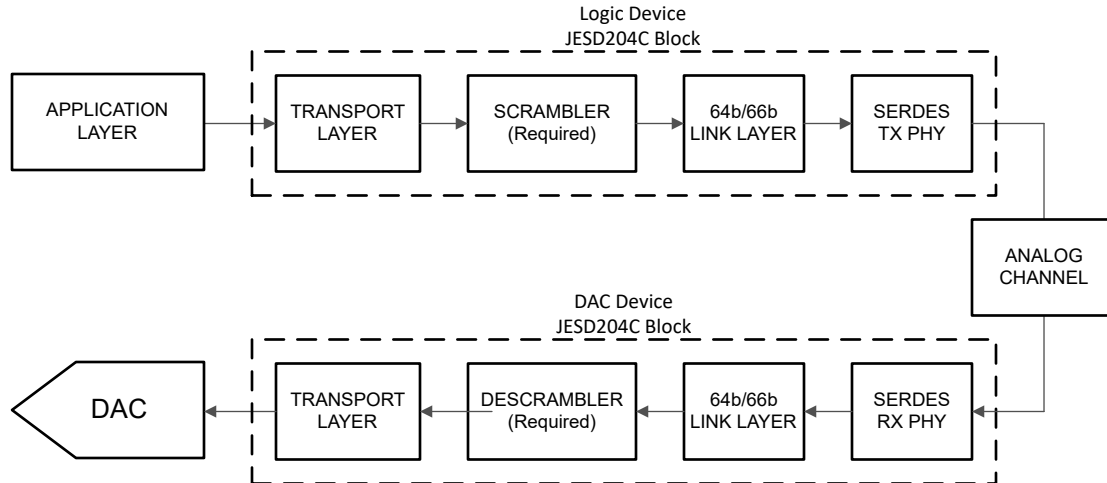 Logic Device
JESD204C Block
APPLICATION
LAYER
TRANSPORT
LAYER
SCRAMBLER
(Required)
64b/66b
LINK LAYER
SERDES
TX PHY
ANALOG
CHANNEL
DAC Device
JESD204C Block
DAC
TRANSPORT
LAYER
DESCRAMBLER
(Required)
64b/66b
LINK LAYER
SERDES
RX PHY